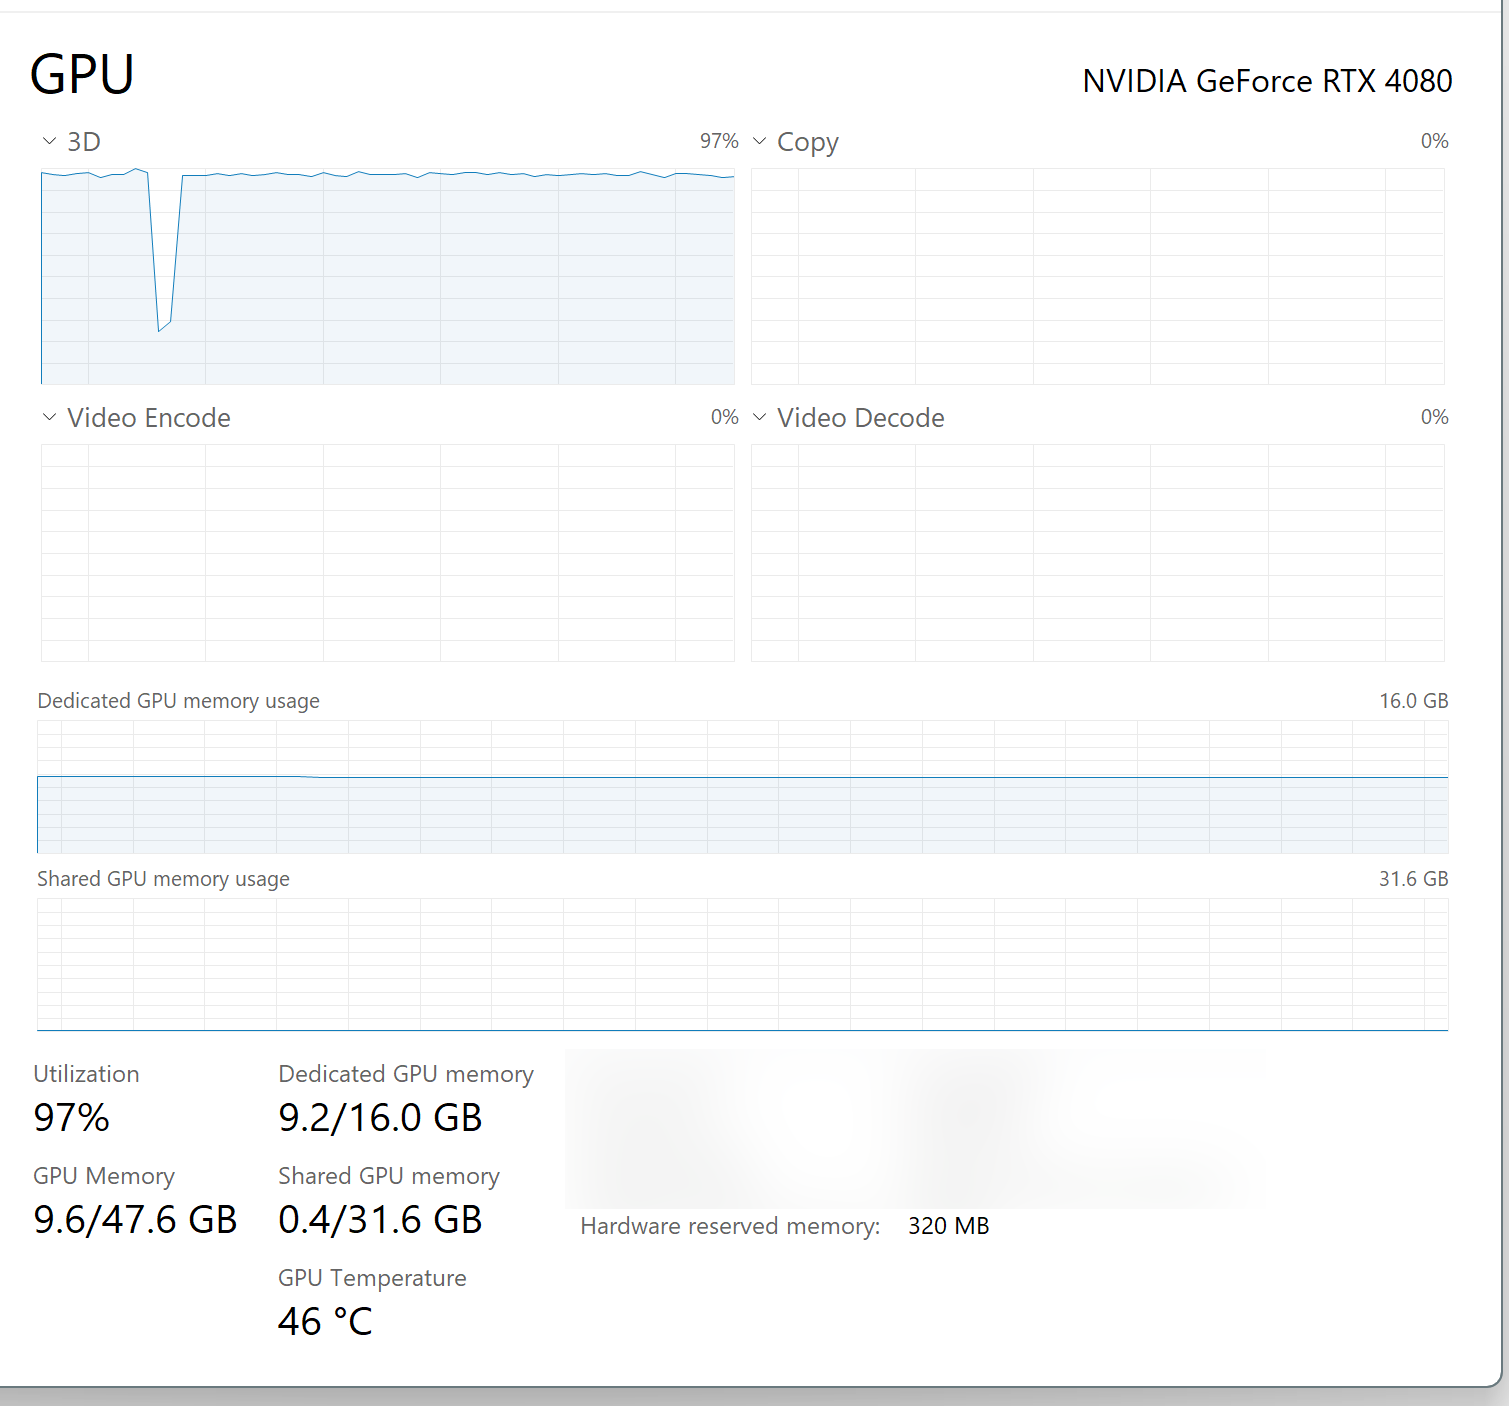 GPU
NVIDIA GeForce RTX 4080
3D 97%
Copy 0%
Video Encode 0%
Video Decode 0%
Dedicated GPU memory usage 16.0 GB
Shared GPU memory usage 31.6 GB
Utilization
97%
Dedicated GPU memory
9.2/16.0 GB
GPU Memory
9.6/47.6 GB
Shared GPU memory
0.4/31.6 GB
Hardware reserved memory: 320 MB
GPU Temperature
46 °C